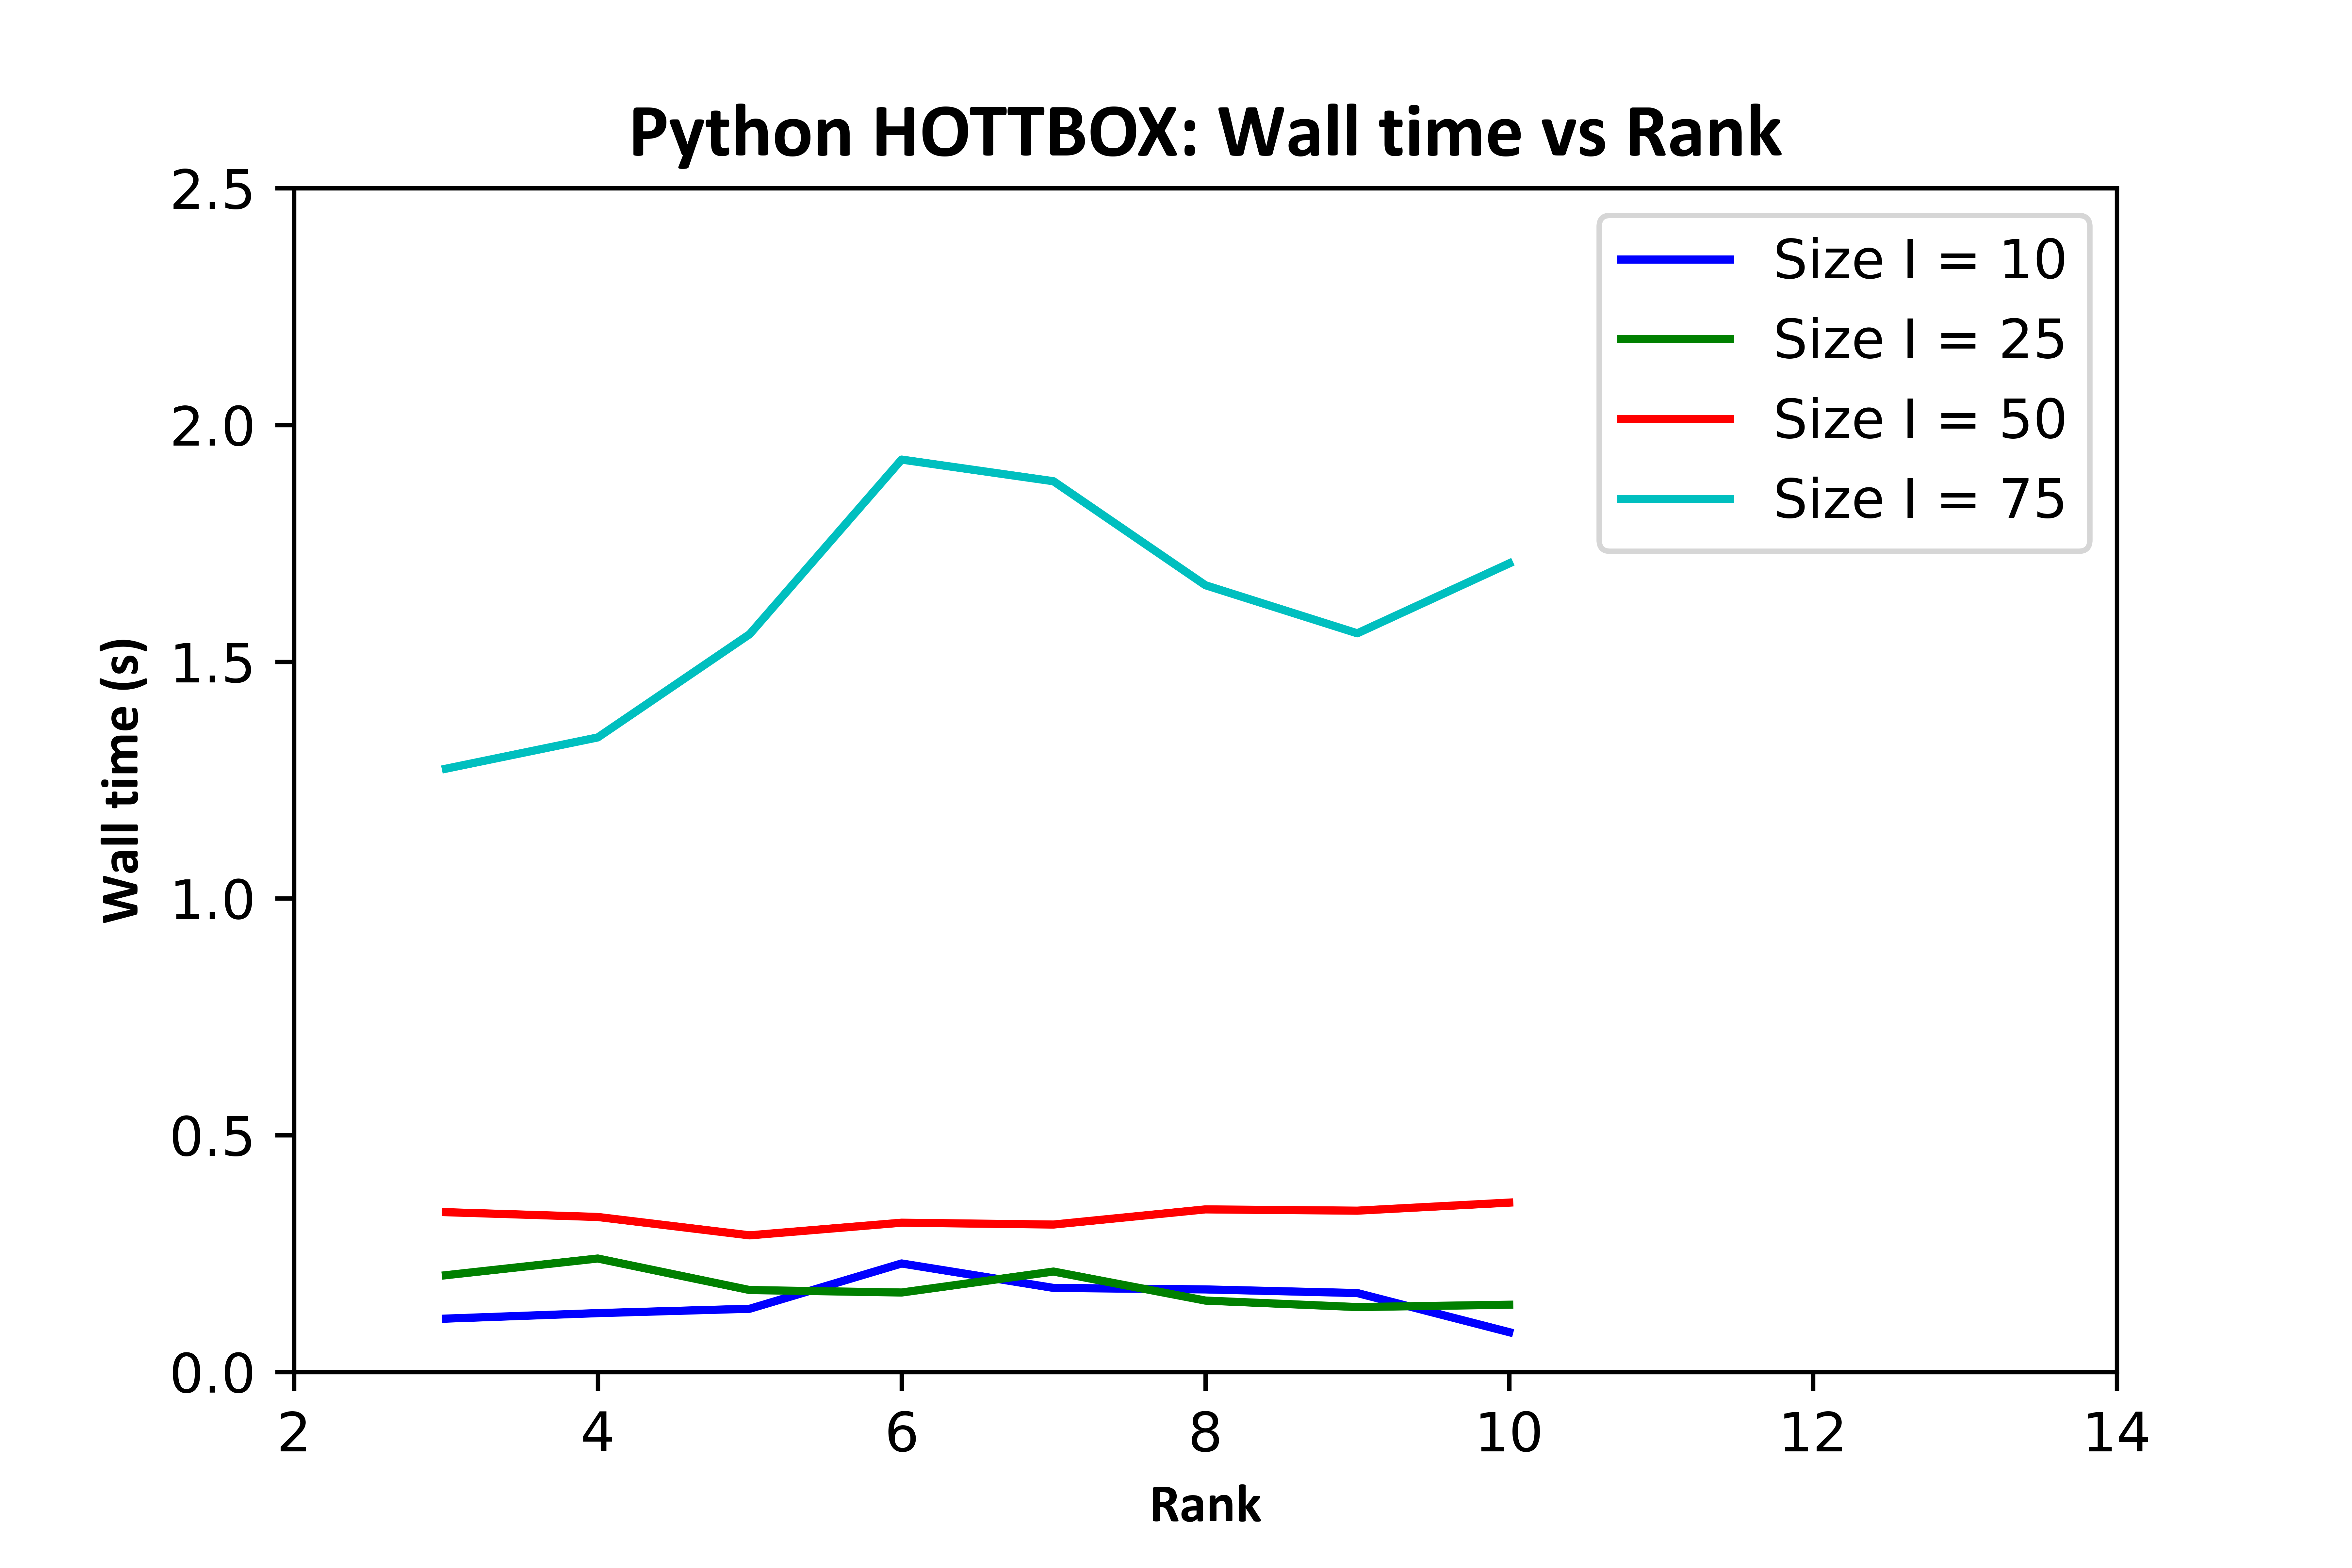 Python HOTTBOX: Wall time vs Rank
2.5
2.0
1.5
1.0
0.5
0.0
Wall time (s)
Size I = 10
Size I = 25
Size I = 50
Size I = 75
2 4 6 8 10 12 14
Rank